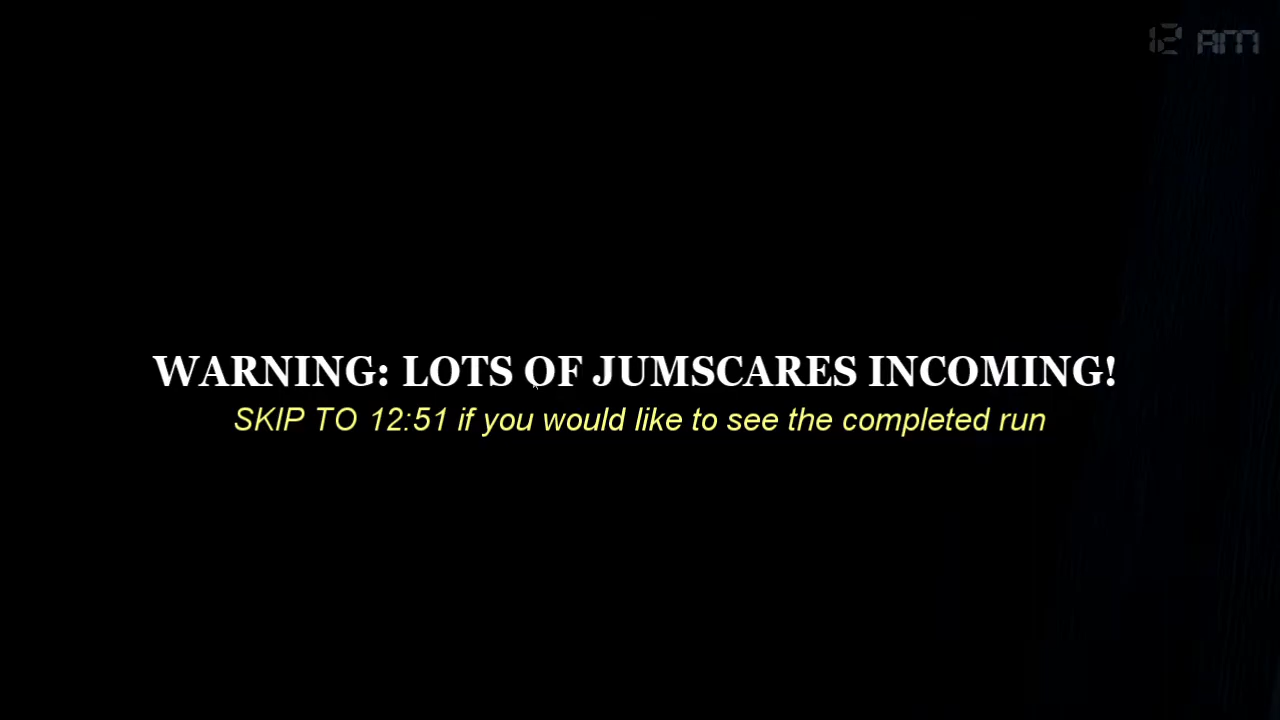 12 AM
WARNING: LOTS OF JUMSCARES INCOMING!
SKIP TO 12:51 if you would like to see the completed run